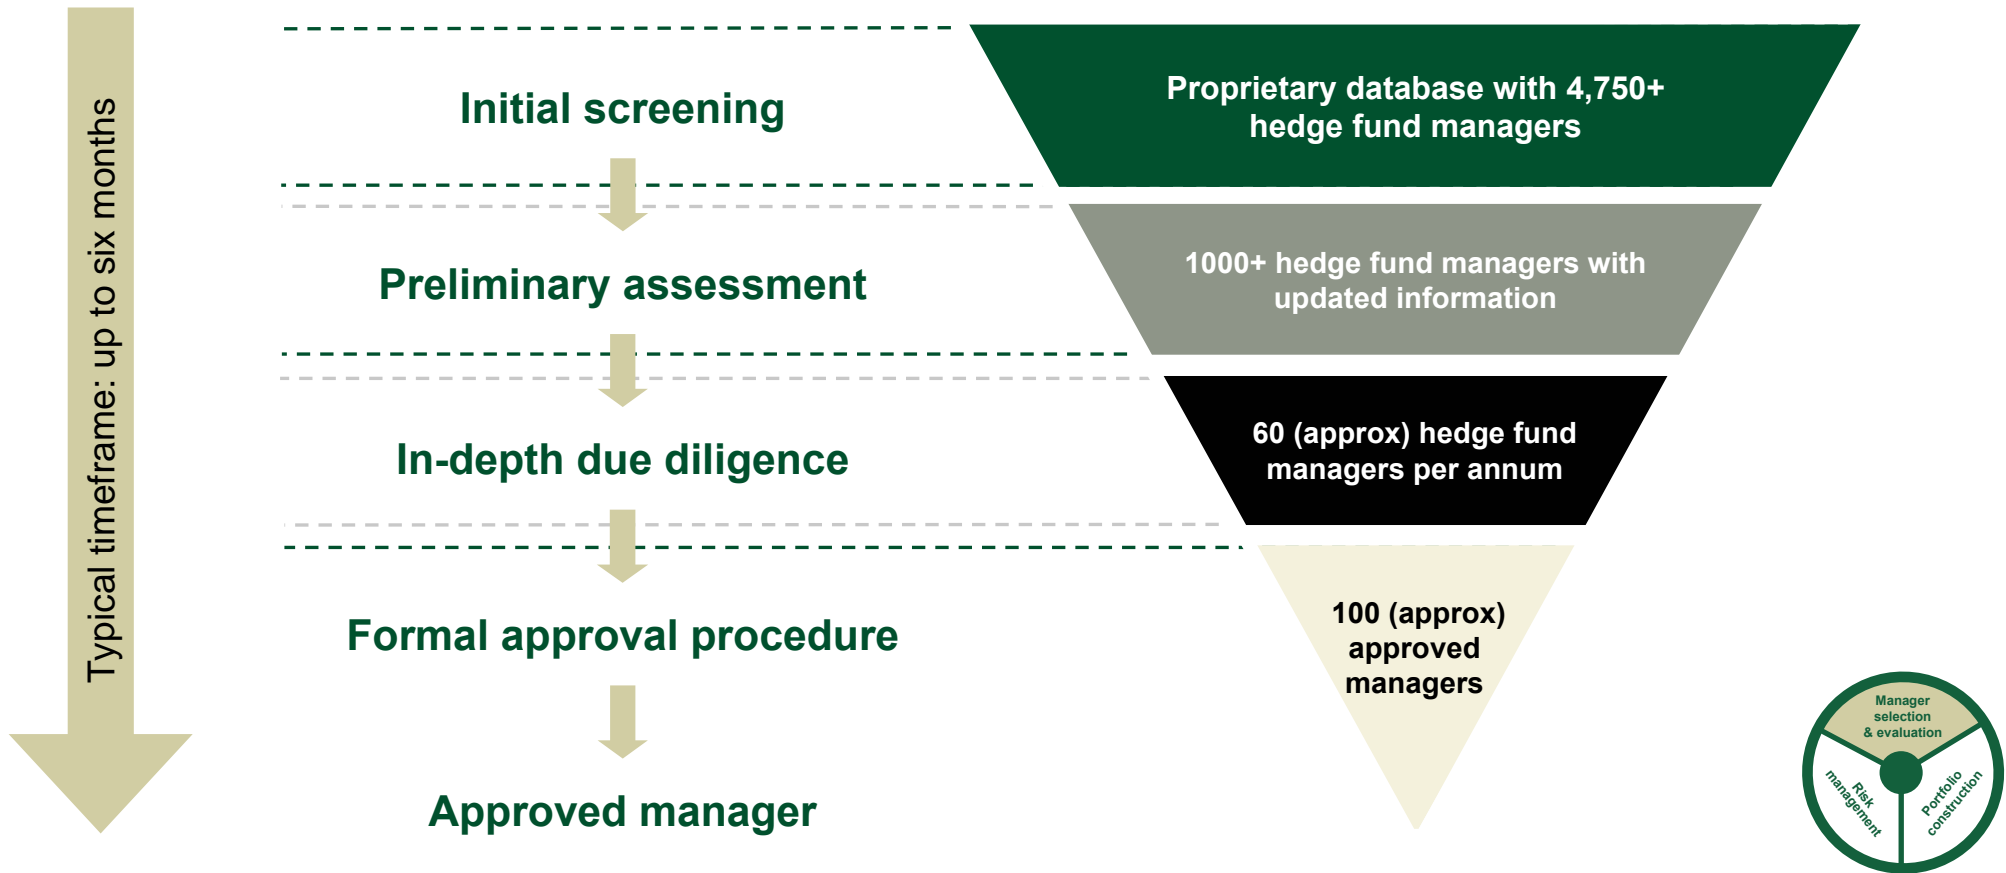 Typical timeframe: up to six months
Initial screening
Proprietary database with 4,750+
hedge fund managers
Preliminary assessment
1000+ hedge fund managers with
updated information
In-depth due diligence
60 (approx) hedge fund
managers per annum
Formal approval procedure
100 (approx)
approved
managers
Approved manager
Manager
selection
& evaluation
Risk
management
Portfolio
construction